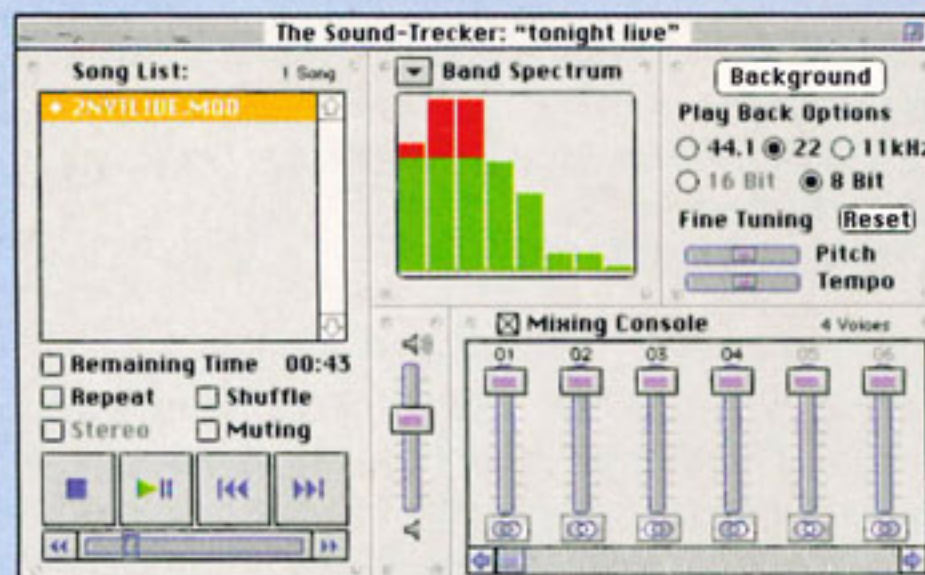 The Sound-Trecker: "tonight live"
Song List: 1 Song
2NYTLIVE.MOD
Remaining Time 00:43
Repeat Shuffle
Stereo Muting
Band Spectrum
Background
Play Back Options
44.1 22 11kHz
16 Bit 8 Bit
Fine Tuning Reset
Pitch
Tempo
Mixing Console 4 Voices
01 02 03 04 05 06